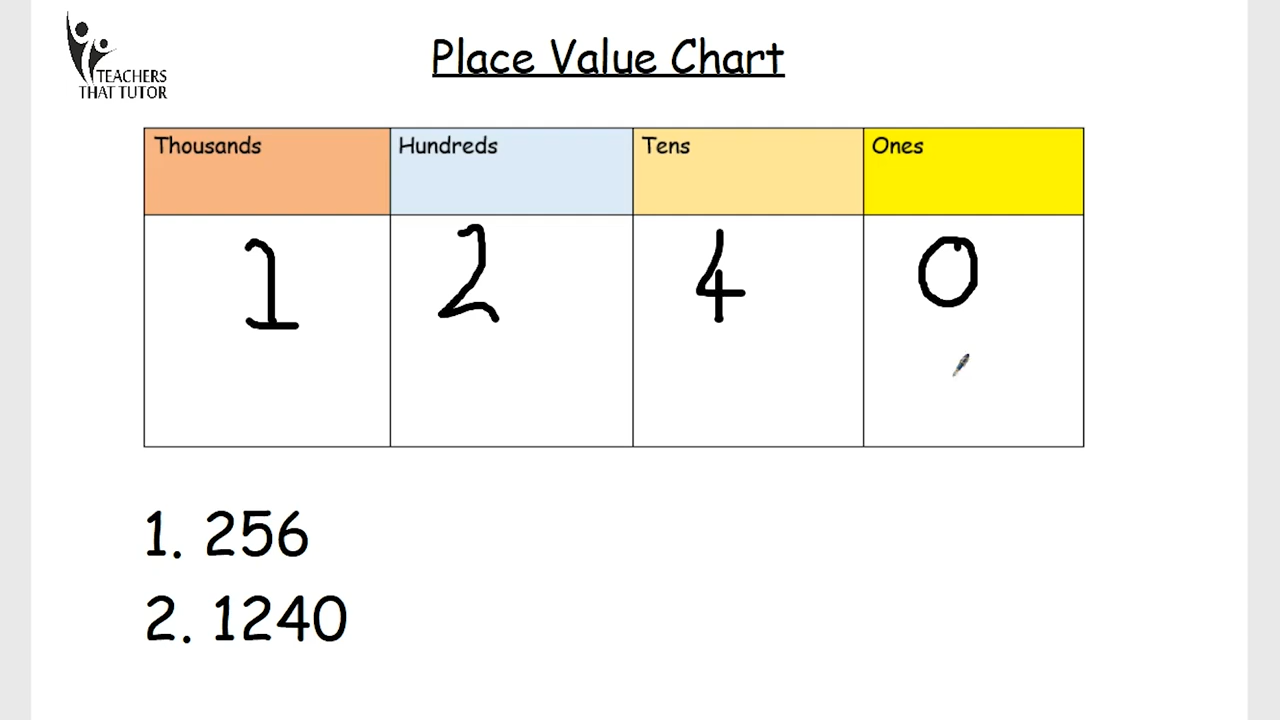 TEACHERS
THAT TUTOR
Place Value Chart
Thousands Hundreds Tens Ones
1 2 4 0
1. 256
2. 1240